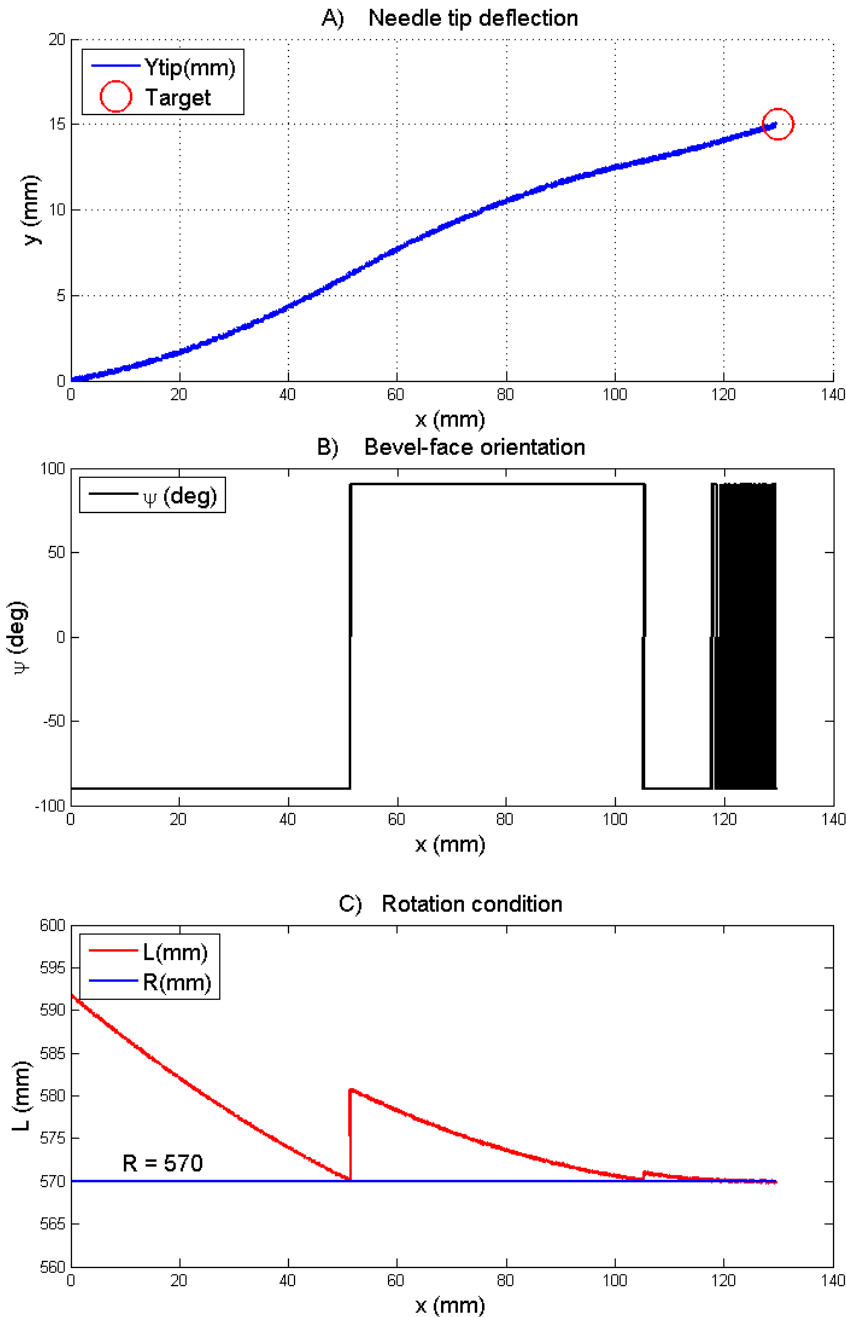 A) Needle tip deflection
20
15
10
5
0
y (mm)
Ytip(mm)
Target
0 20 40 60 80 100 120 140
x (mm)
B) Bevel-face orientation
100
50
0
-50
-100
ψ (deg)
ψ (deg)
0 20 40 60 80 100 120 140
x (mm)
C) Rotation condition
600
595
590
585
580
575
570
565
560
L (mm)
L(mm)
R(mm)
R = 570
0 20 40 60 80 100 120 140
x (mm)